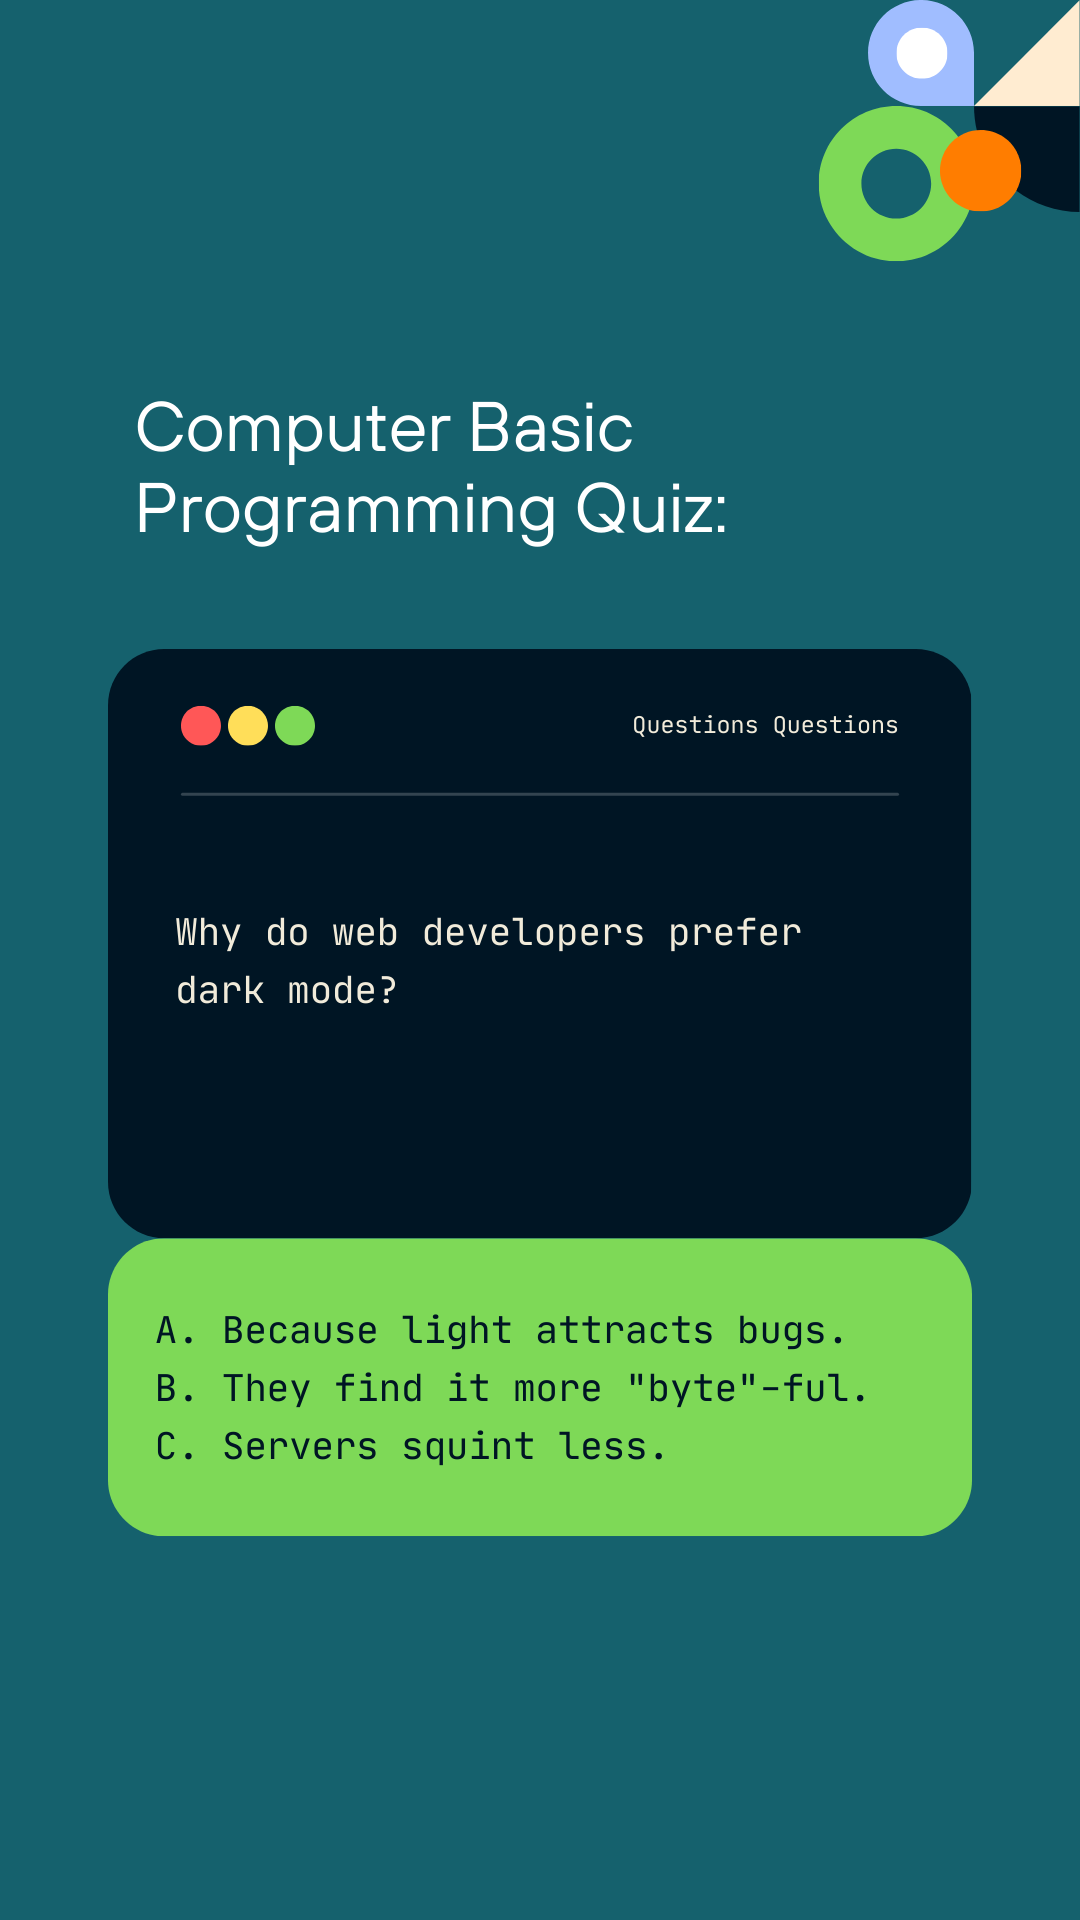 Computer Basic
Programming Quiz:
Questions Questions
Why do web developers prefer
dark mode?
A. Because light attracts bugs.
B. They find it more "byte"-ful.
C. Servers squint less.